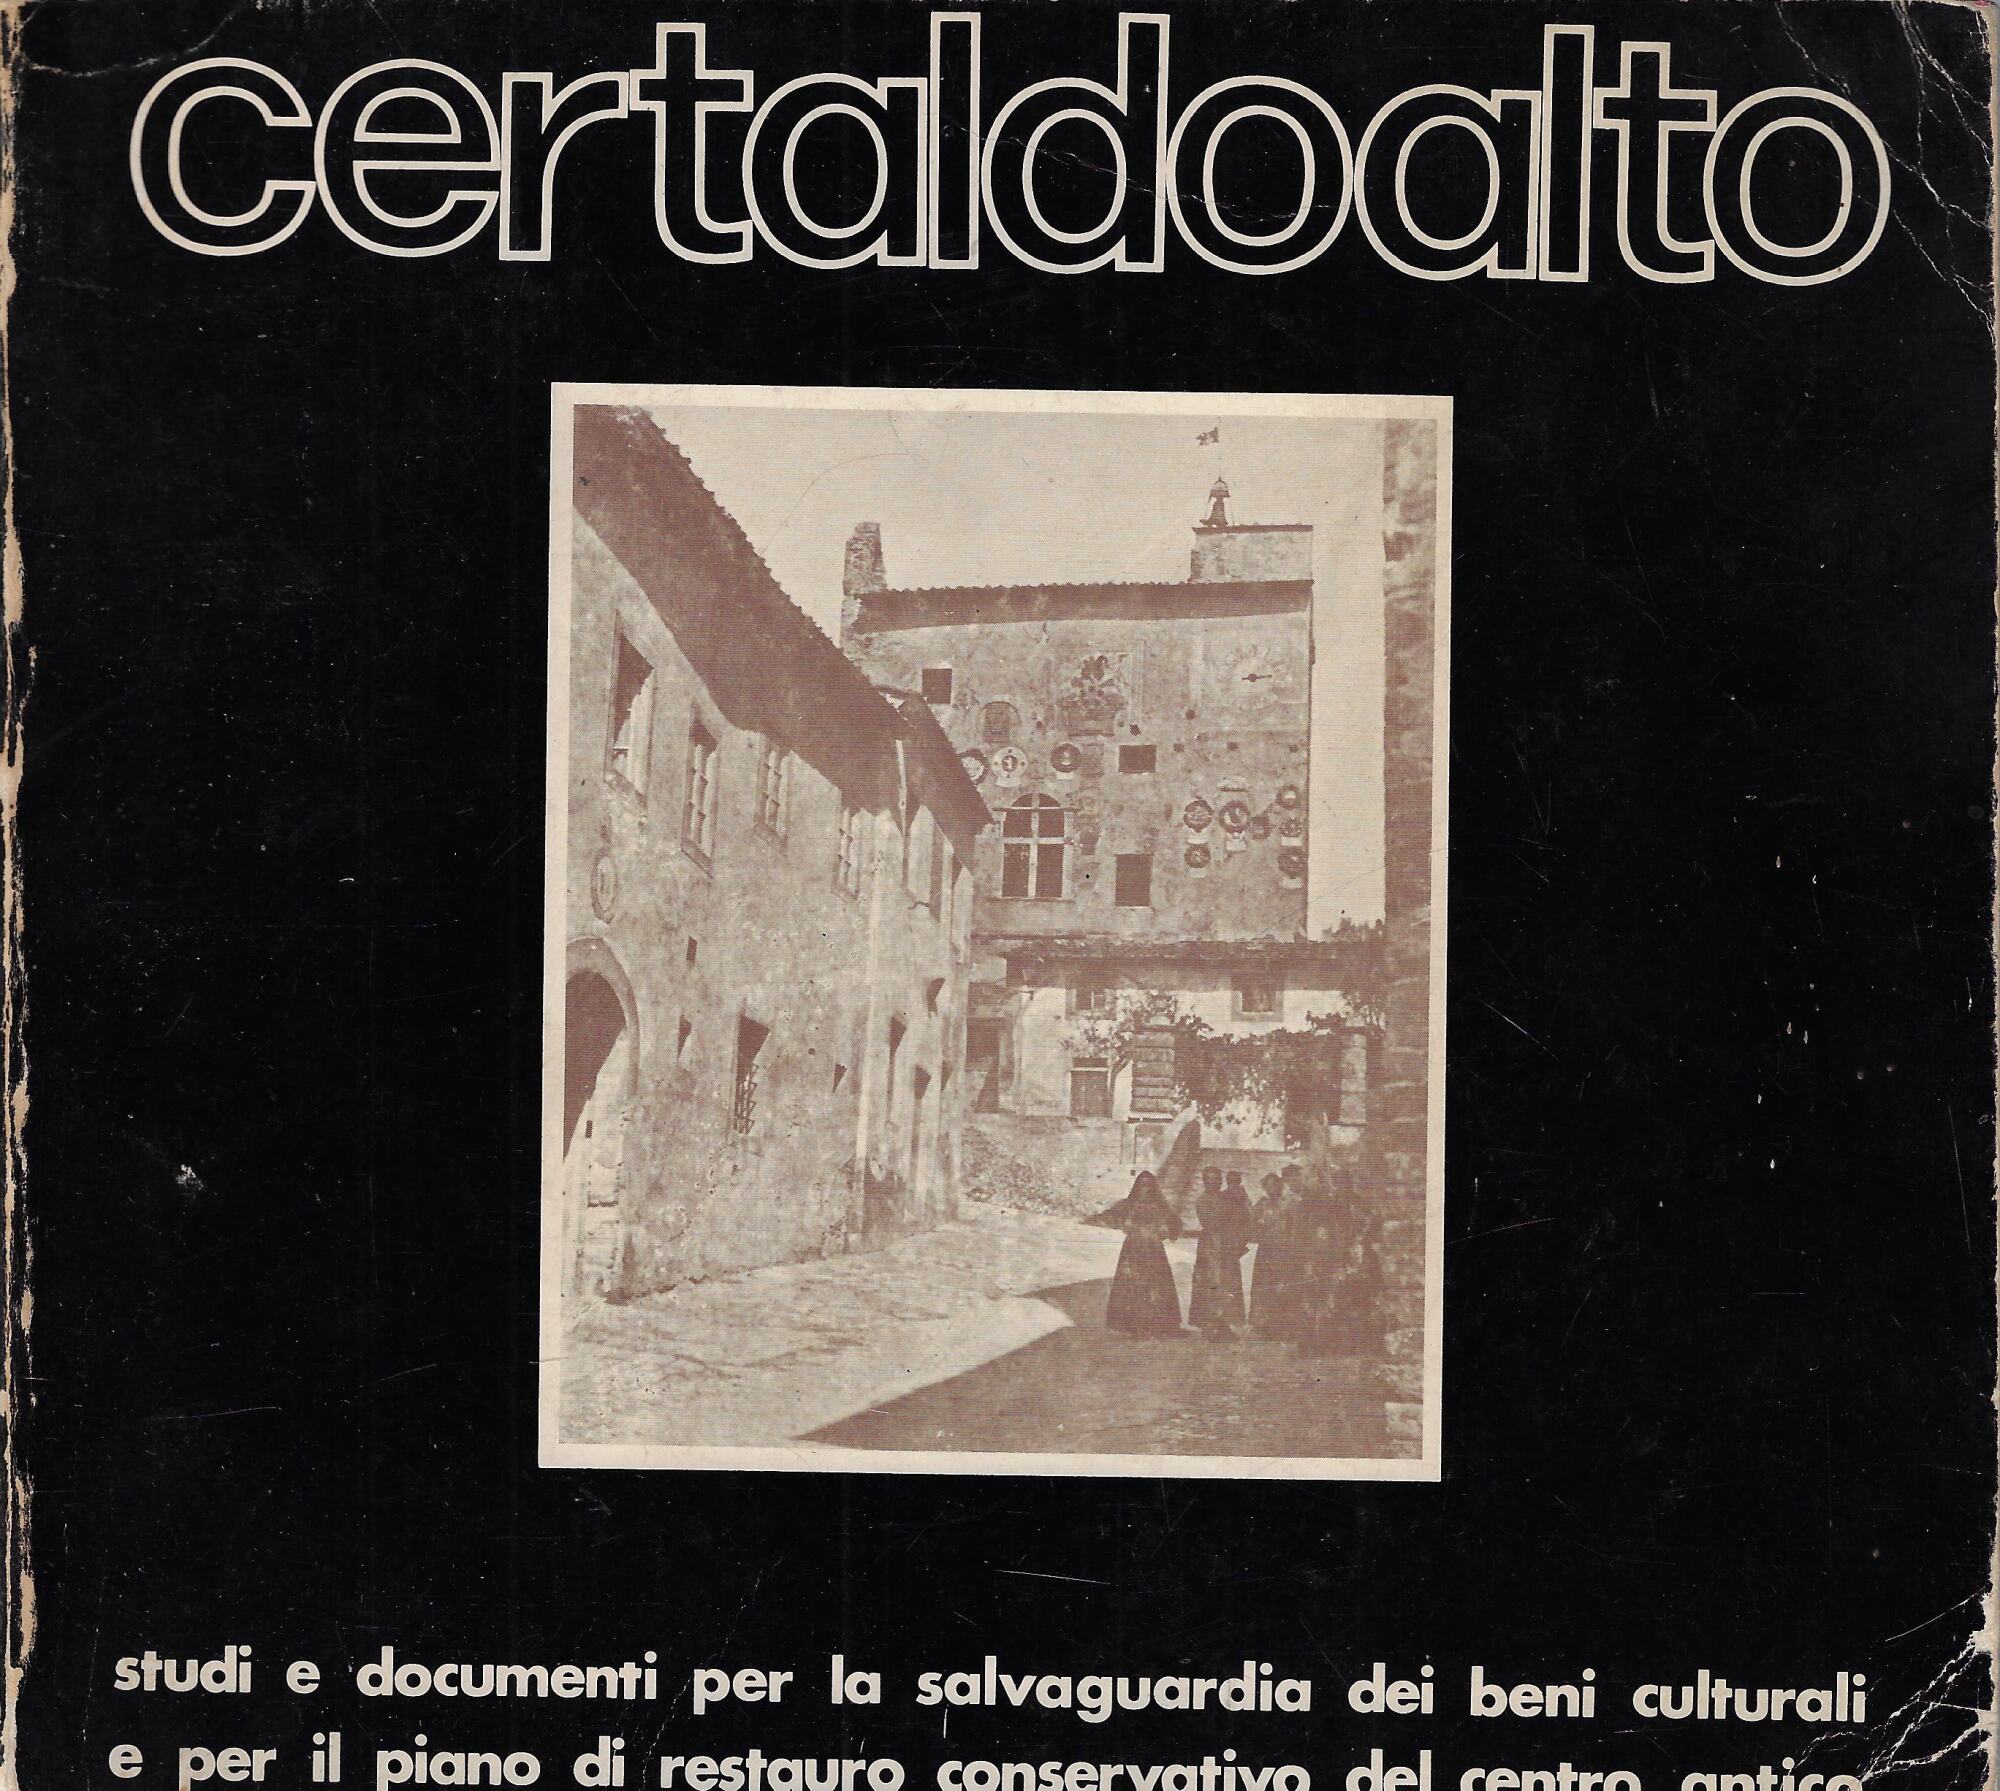 certaldoalto
studi e documenti per la salvaguardia dei beni culturali
e per il piano di restauro conservativo del centro antico